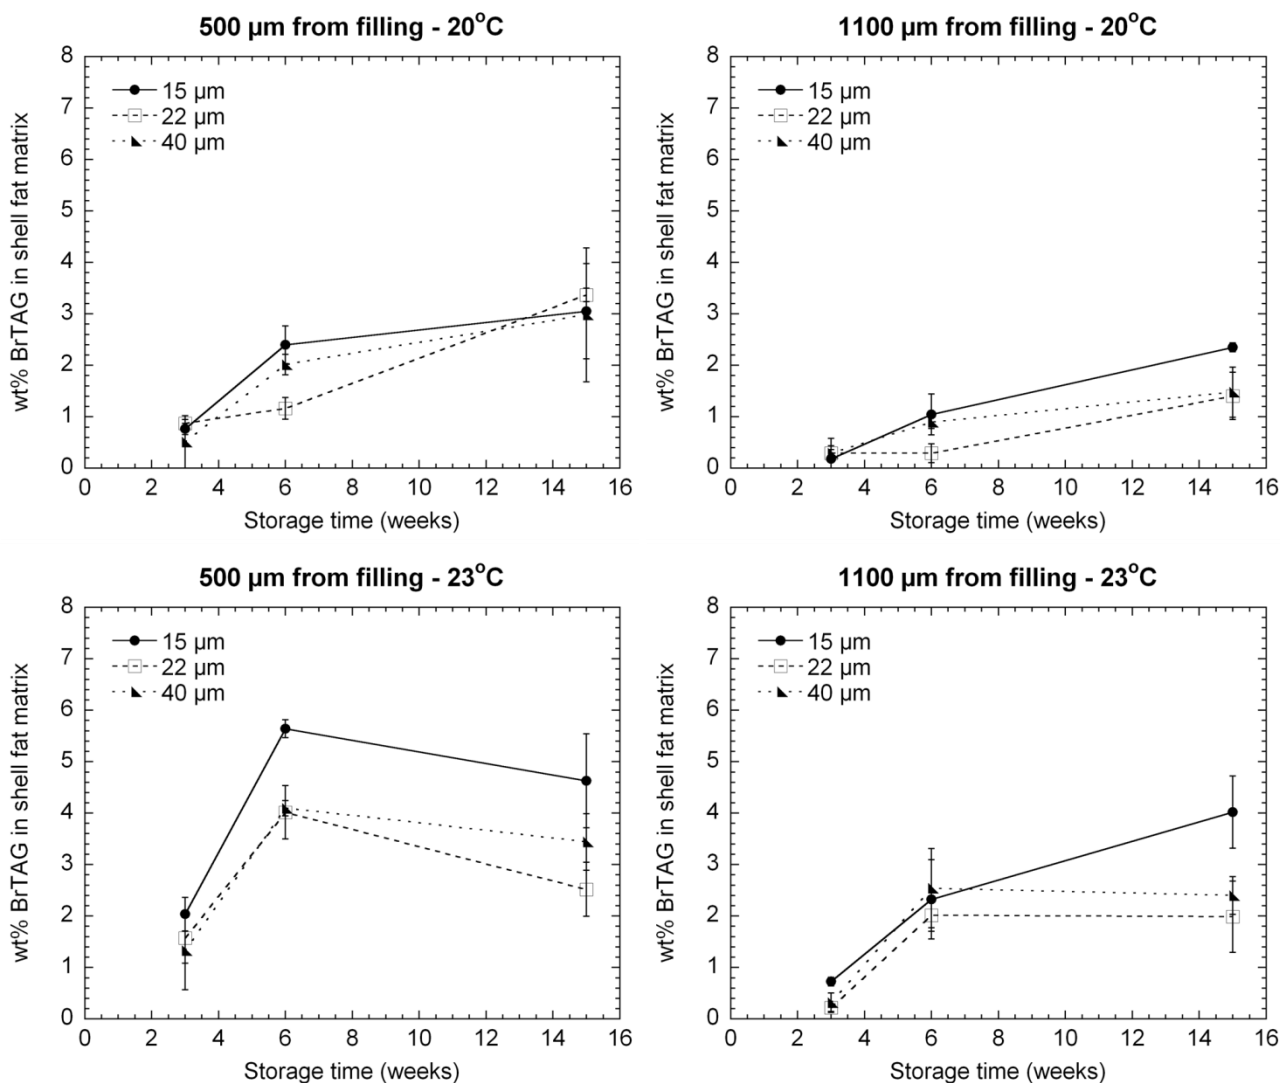 500 µm from filling - 20°C
wt% BrTAG in shell fat matrix
8
7
6
5
4
3
2
1
0
15 µm
22 µm
40 µm
0 2 4 6 8 10 12 14 16
Storage time (weeks)
1100 µm from filling - 20°C
wt% BrTAG in shell fat matrix
8
7
6
5
4
3
2
1
0
15 µm
22 µm
40 µm
0 2 4 6 8 10 12 14 16
Storage time (weeks)
500 µm from filling - 23°C
wt% BrTAG in shell fat matrix
8
7
6
5
4
3
2
1
0
15 µm
22 µm
40 µm
0 2 4 6 8 10 12 14 16
Storage time (weeks)
1100 µm from filling - 23°C
wt% BrTAG in shell fat matrix
8
7
6
5
4
3
2
1
0
15 µm
22 µm
40 µm
0 2 4 6 8 10 12 14 16
Storage time (weeks)